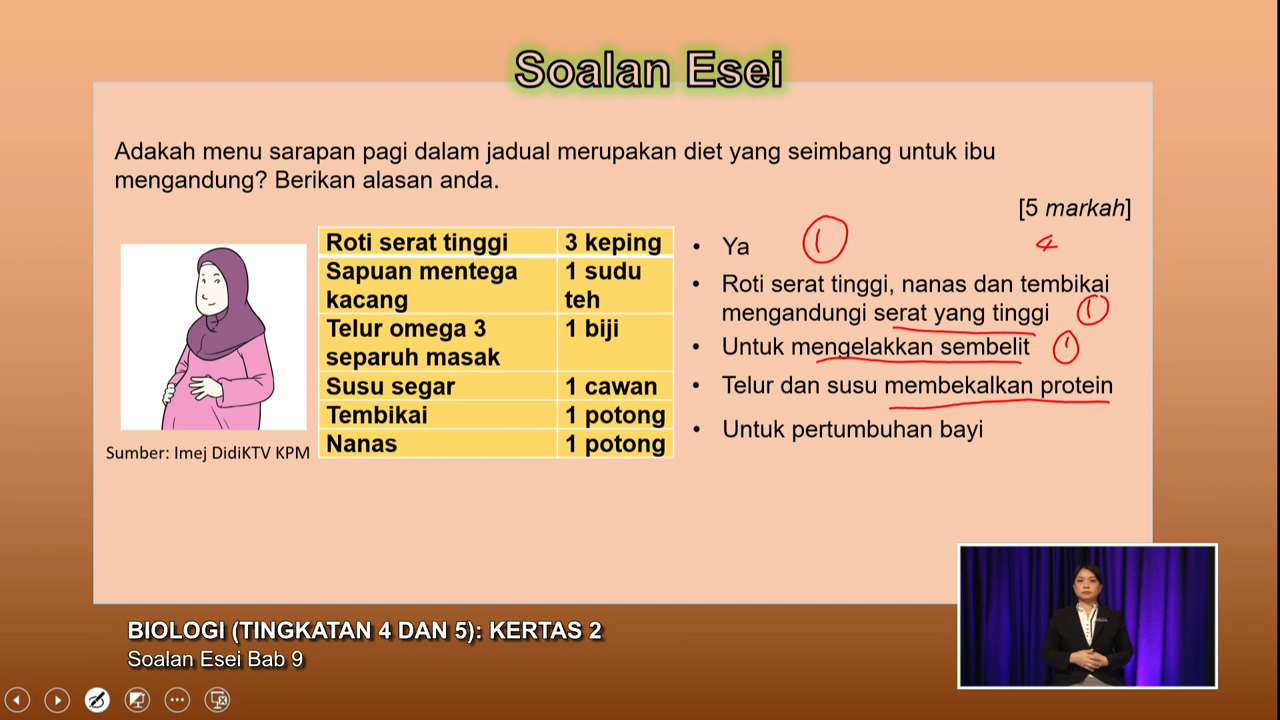 Soalan Esei
Adakah menu sarapan pagi dalam jadual merupakan diet yang seimbang untuk ibu
mengandung? Berikan alasan anda.
[5 markah]
4
Roti serat tinggi 3 keping
Sapuan mentega 1 sudu
kacang teh
Telur omega 3 1 biji
separuh masak
Susu segar 1 cawan
Tembikai 1 potong
Nanas 1 potong
Sumber: Imej DidiKTV KPM
• Ya 1
• Roti serat tinggi, nanas dan tembikai
mengandungi serat yang tinggi 1
• Untuk mengelakkan sembelit 1
• Telur dan susu membekalkan protein
• Untuk pertumbuhan bayi
BIOLOGI (TINGKATAN 4 DAN 5): KERTAS 2
Soalan Esei Bab 9